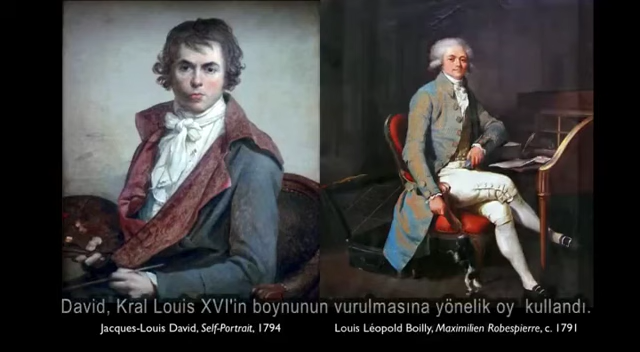 David, Kral Louis XVI'in boynunun vurulmasına yönelik oy kullandı.
Jacques-Louis David, Self-Portrait, 1794
Louis Léopold Boilly, Maximilien Robespierre, c. 1791